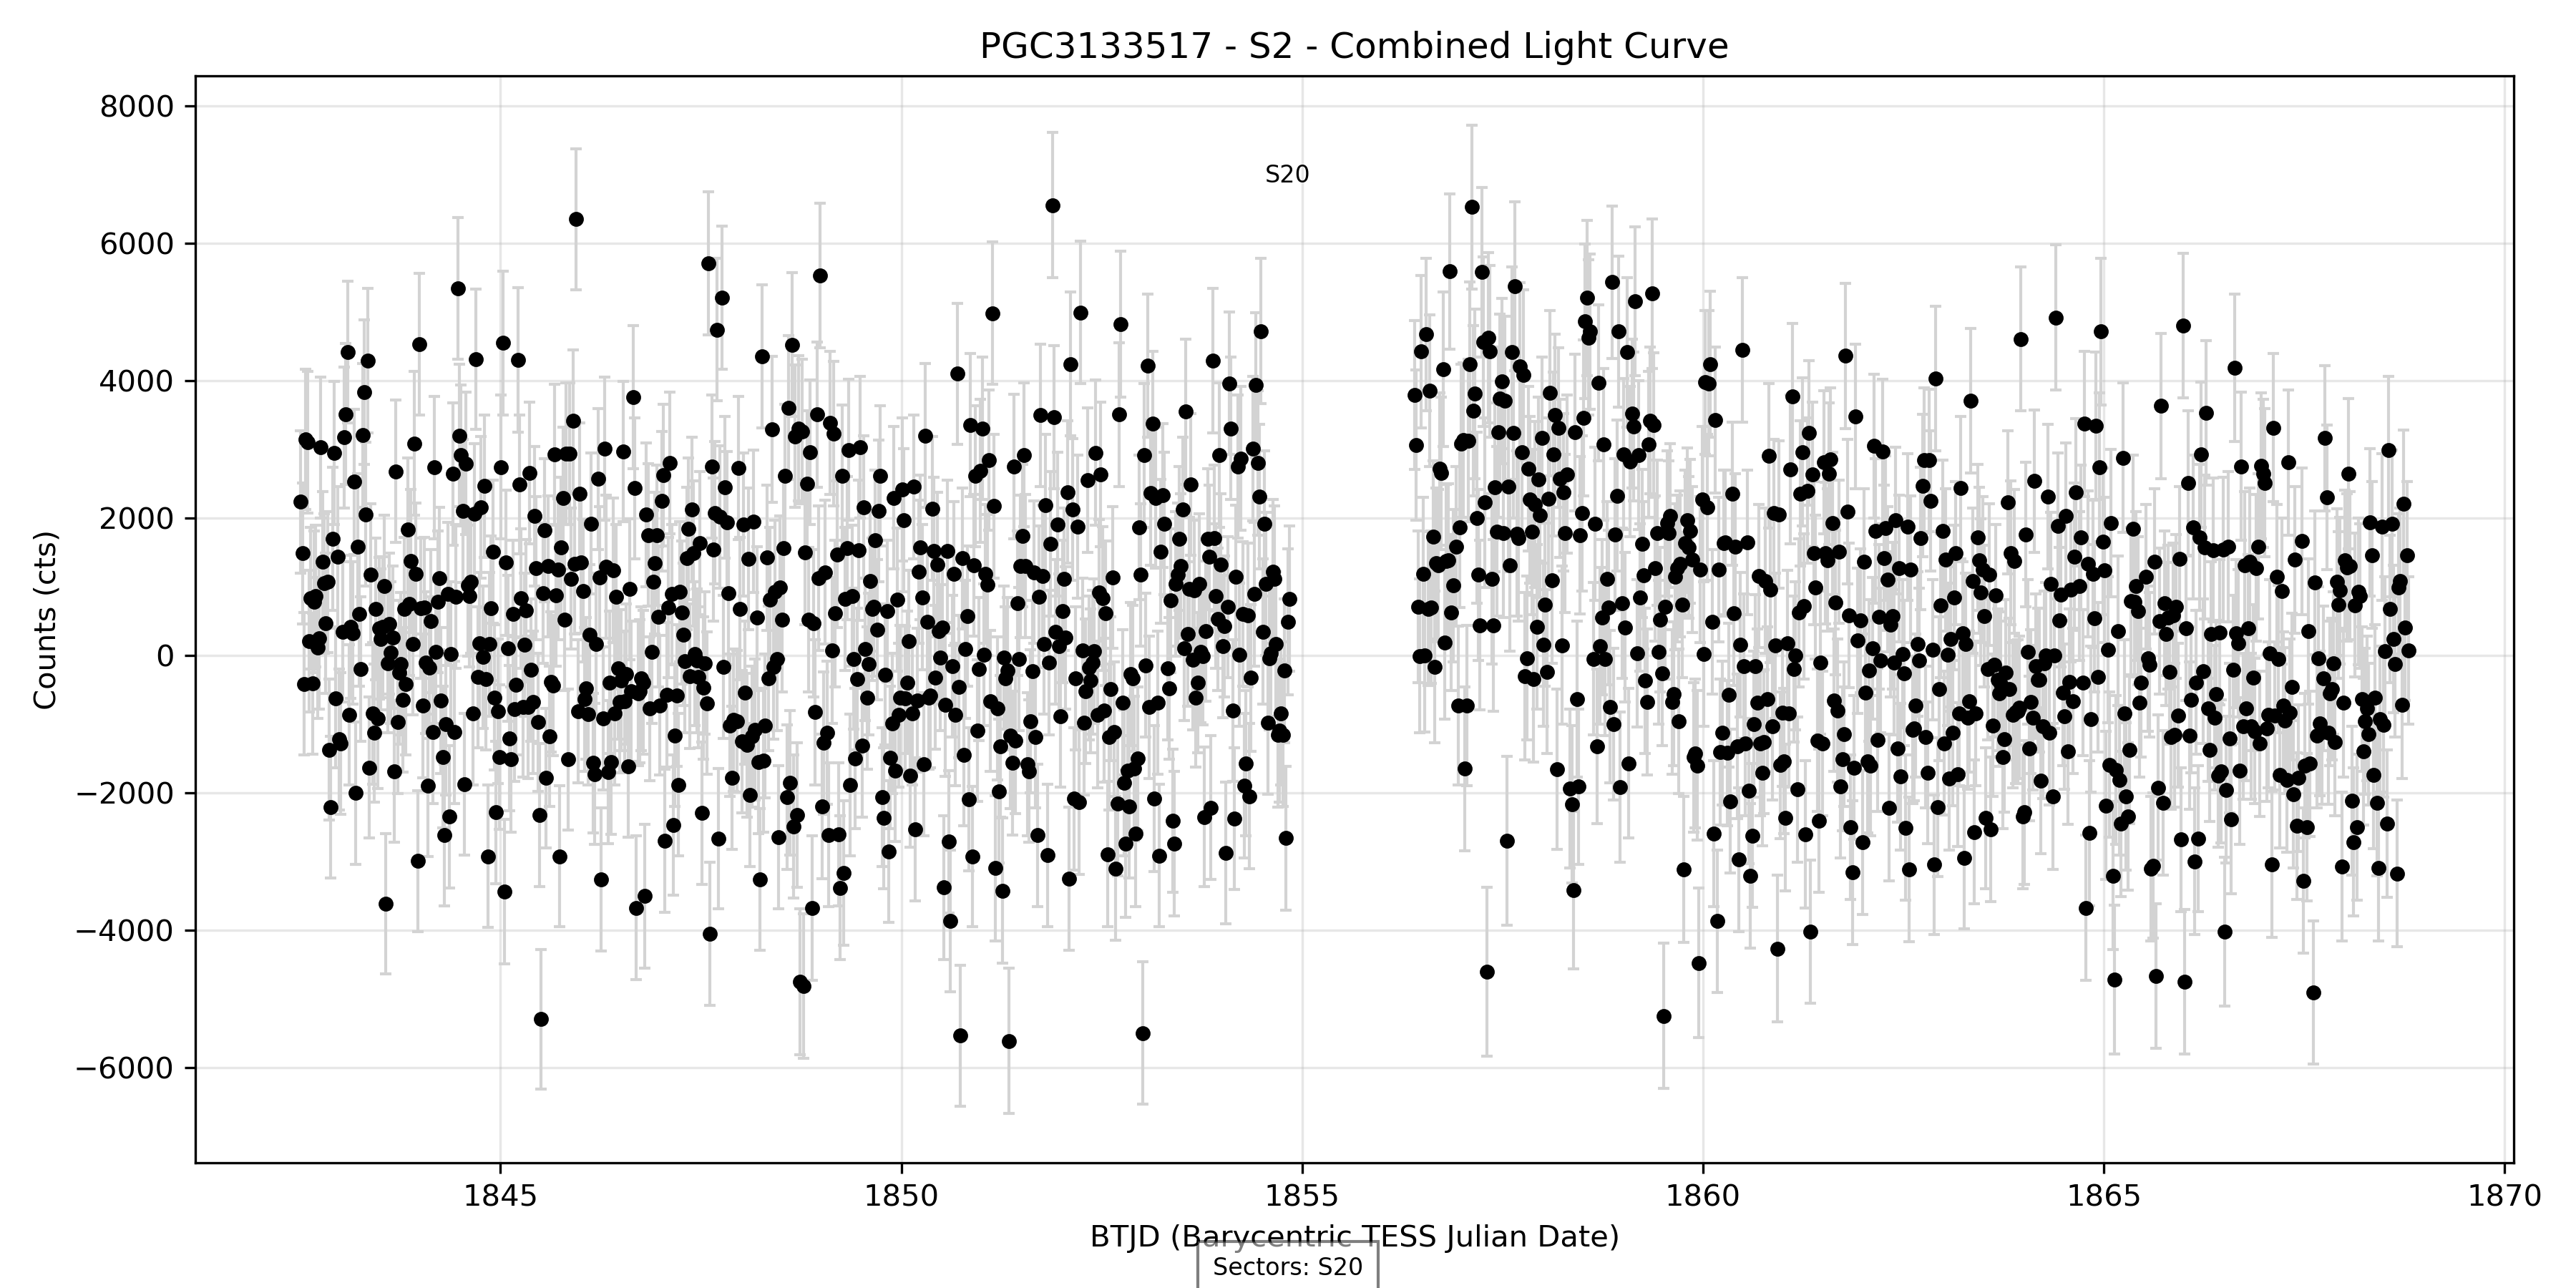 PGC3133517 - S2 - Combined Light Curve
8000
6000
4000
2000
0
−2000
−4000
−6000
Counts (cts)
S20
1845
1850
1855
1860
1865
1870
BTJD (Barycentric TESS Julian Date)
Sectors: S20